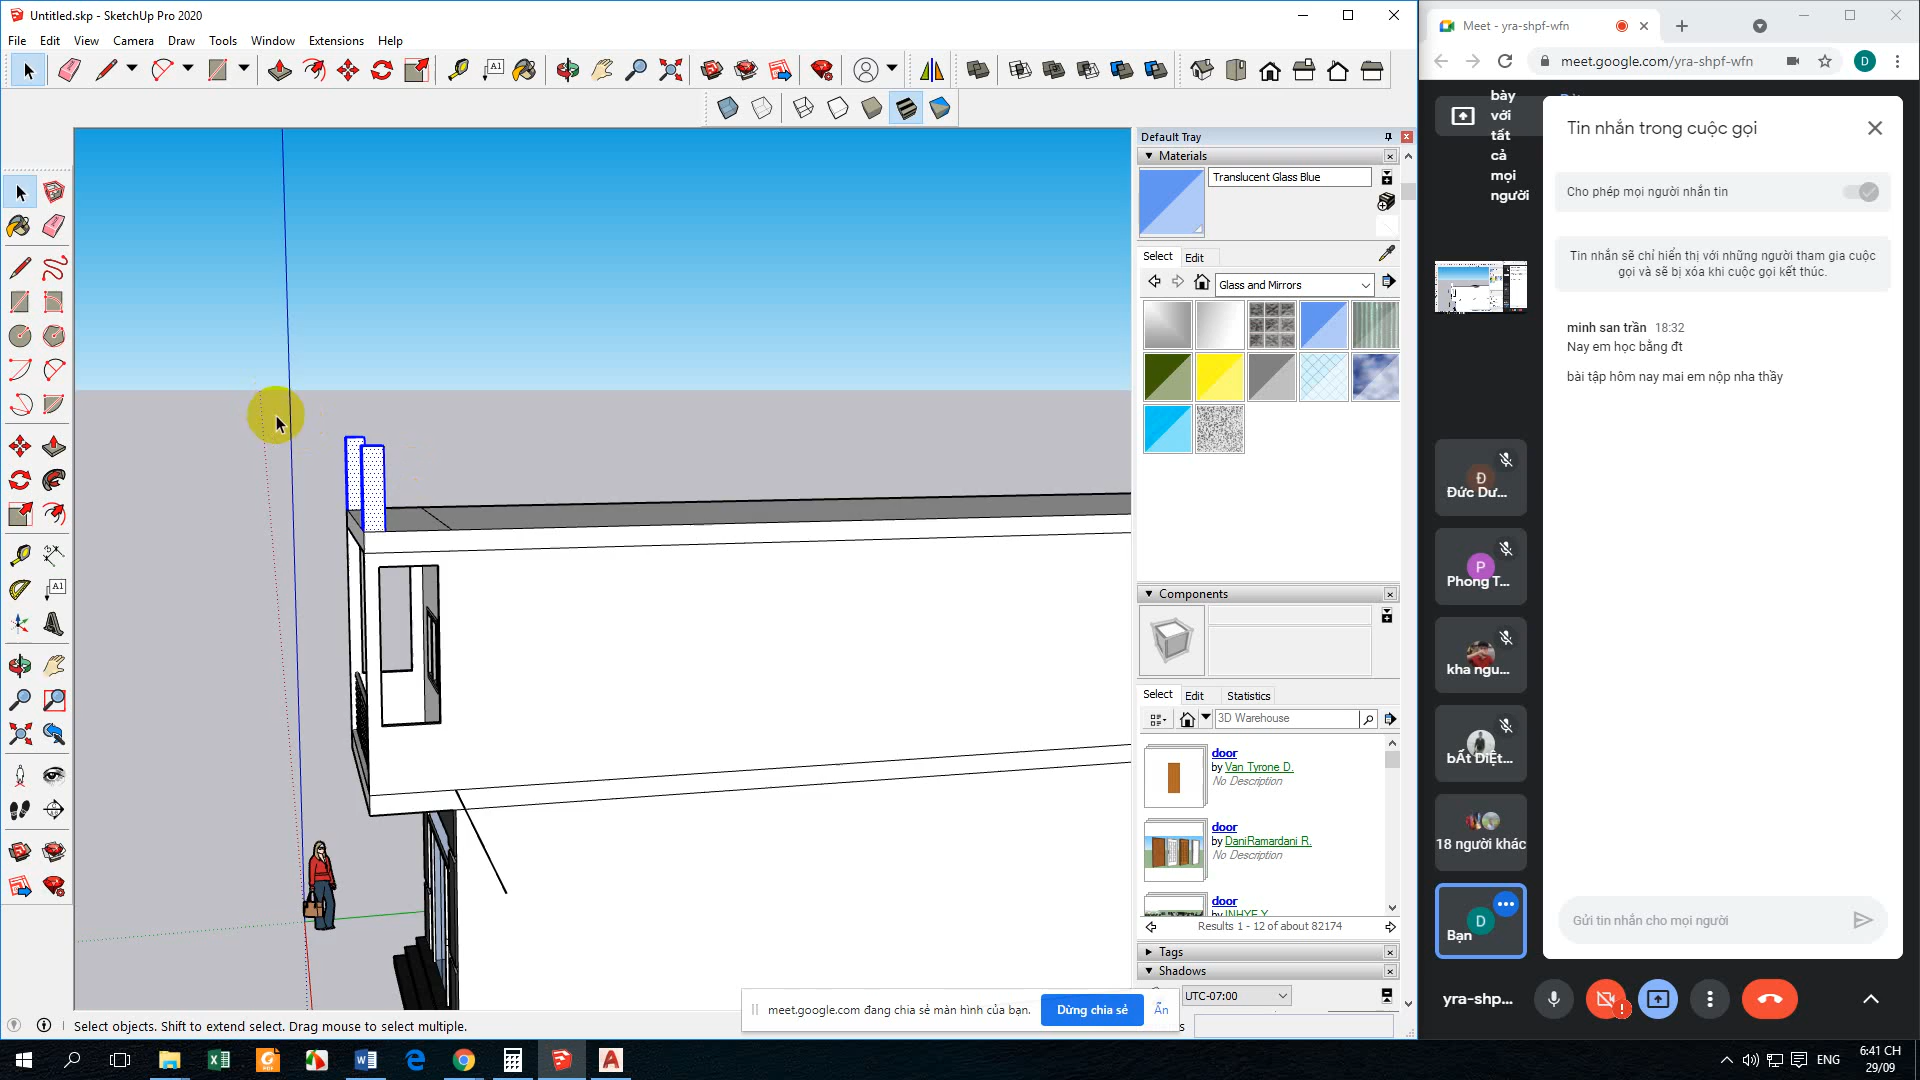 Untitled.skp - SketchUp Pro 2020
File Edit View Camera Draw Tools Window Extensions Help
Default Tray
Materials
Translucent Glass Blue
Select Edit
Glass and Mirrors
Components
Select Edit Statistics
3D Warehouse
door
by Van Tyrone D.
No Description
door
by DaniRamardani R.
No Description
door
by INHYE Y.
Results 1 - 12 of about 82174
Tags
Shadows
UTC-07:00
Select objects. Shift to extend select. Drag mouse to select multiple.
meet.google.com đang chia sẻ màn hình của bạn.
Dừng chia sẻ
Ẩn
Meet - yra-shpf-wfn
meet.google.com/yra-shpf-wfn
D
bày
với
tất
cả
mọi
người
Tin nhắn trong cuộc gọi
Cho phép mọi người nhắn tin
Tin nhắn sẽ chỉ hiển thị với những người tham gia cuộc
gọi và sẽ bị xóa khi cuộc gọi kết thúc.
minh san trần 18:32
Nay em học bằng đt
bài tập hôm nay mai em nộp nha thầy
Đ
Đức Dư...
P
Phong T...
kha ngu...
bẤt DIỆt...
18 người khác
D
Bạn
Gửi tin nhắn cho mọi người
yra-shp...
ENG
6:41 CH
29/09